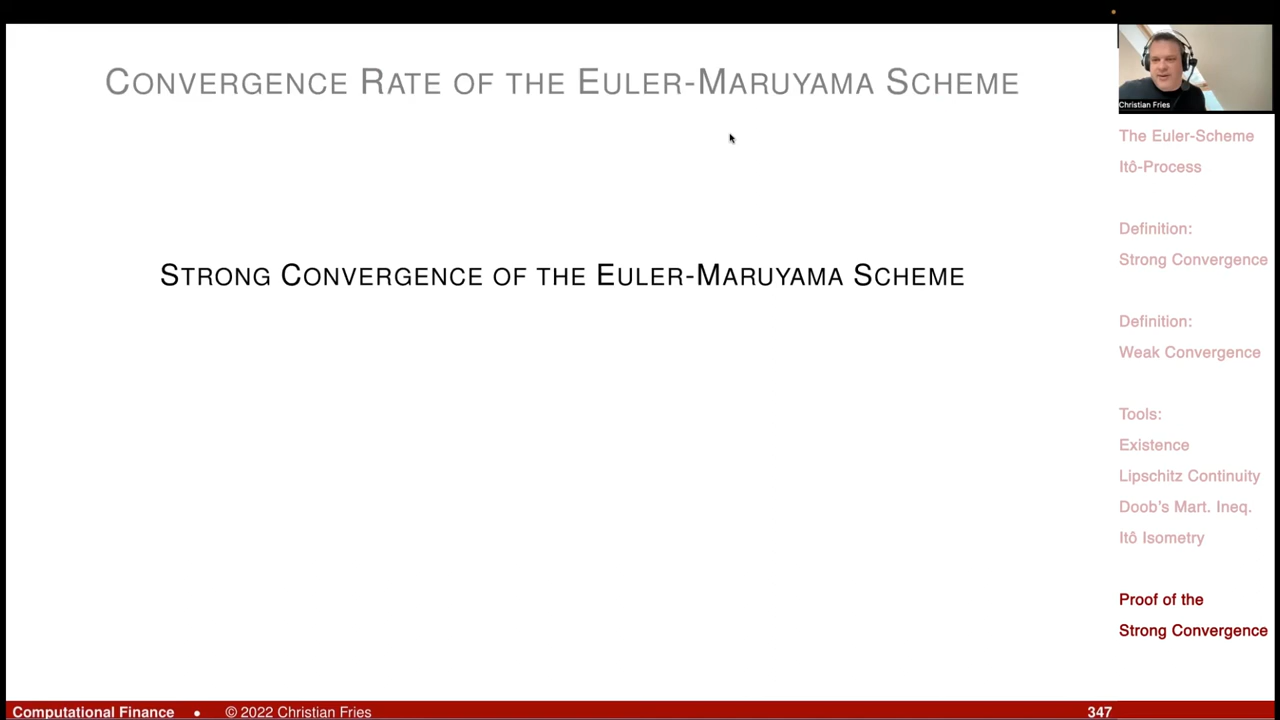 CONVERGENCE RATE OF THE EULER-MARUYAMA SCHEME
STRONG CONVERGENCE OF THE EULER-MARUYAMA SCHEME
Christian Fries
The Euler-Scheme
Itô-Process
Definition:
Strong Convergence
Definition:
Weak Convergence
Tools:
Existence
Lipschitz Continuity
Doob's Mart. Ineq.
Itô Isometry
Proof of the
Strong Convergence
Computational Finance • © 2022 Christian Fries 347